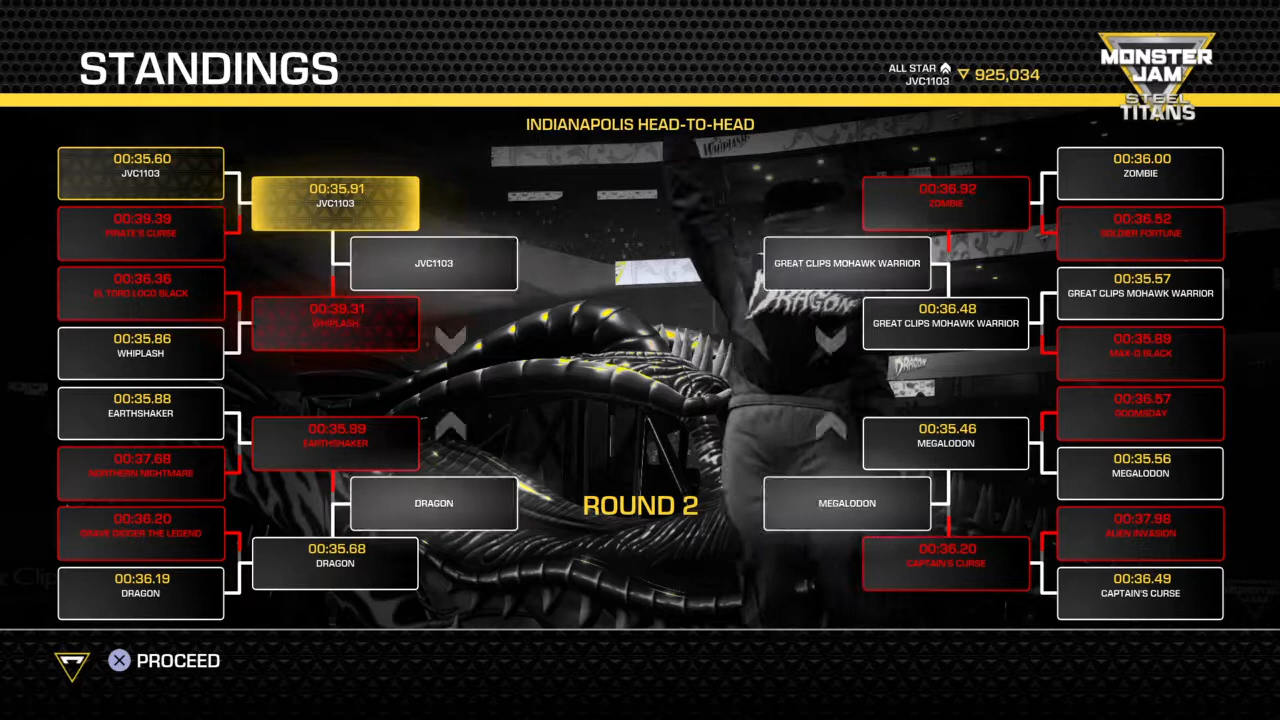 STANDINGS
ALL STAR
JVC1103
925,034
MONSTER
JAM
STEEL
TITANS
INDIANAPOLIS HEAD-TO-HEAD
00:35.60
JVC1103
00:39.39
PIRATE'S CURSE
00:36.36
EL TORO LOCO BLACK
00:35.86
WHIPLASH
00:35.88
EARTHSHAKER
00:37.68
NORTHERN NIGHTMARE
00:36.20
GRAVE DIGGER THE LEGEND
00:36.19
DRAGON
00:35.91
JVC1103
00:39.31
WHIPLASH
00:35.99
EARTHSHAKER
00:35.68
DRAGON
JVC1103
DRAGON
WHIPLASH
DRAGON
DRAGON
ROUND 2
GREAT CLIPS MOHAWK WARRIOR
MEGALODON
00:36.92
ZOMBIE
00:36.48
GREAT CLIPS MOHAWK WARRIOR
00:35.46
MEGALODON
00:36.20
CAPTAIN'S CURSE
00:36.00
ZOMBIE
00:36.52
SOLDIER FORTUNE
00:35.57
GREAT CLIPS MOHAWK WARRIOR
00:35.89
MAX-D BLACK
00:36.57
DOOMSDAY
00:35.56
MEGALODON
00:37.98
ALIEN INVASION
00:36.49
CAPTAIN'S CURSE
PROCEED